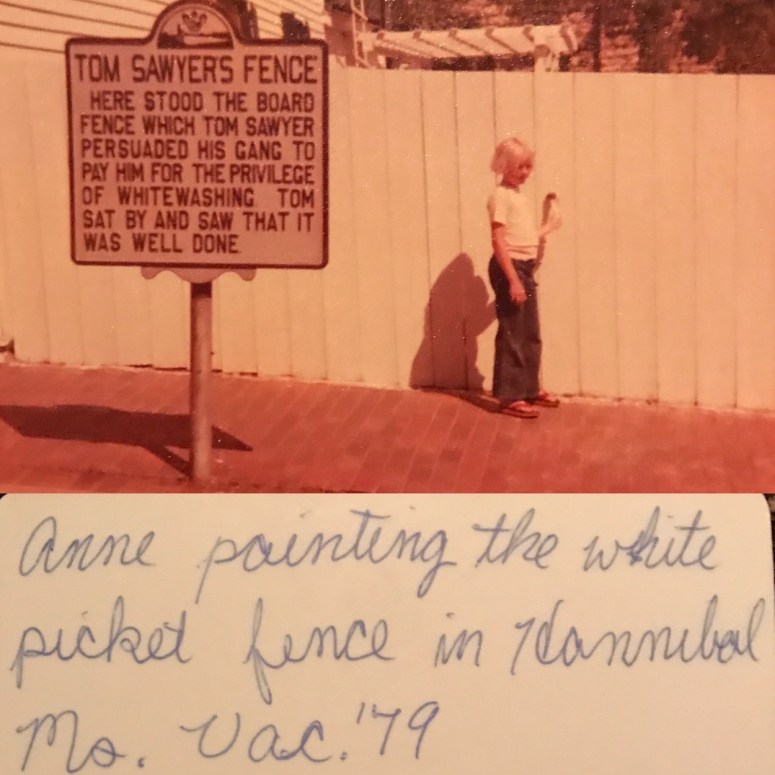 TOM SAWYER'S FENCE
HERE STOOD THE BOARD
FENCE WHICH TOM SAWYER
PERSUADED HIS GANG TO
PAY HIM FOR THE PRIVILEGE
OF WHITEWASHING. TOM
SAT BY AND SAW THAT IT
WAS WELL DONE.
Anne painting the white
picket fence in Hannibal
Mo. Vac. '79